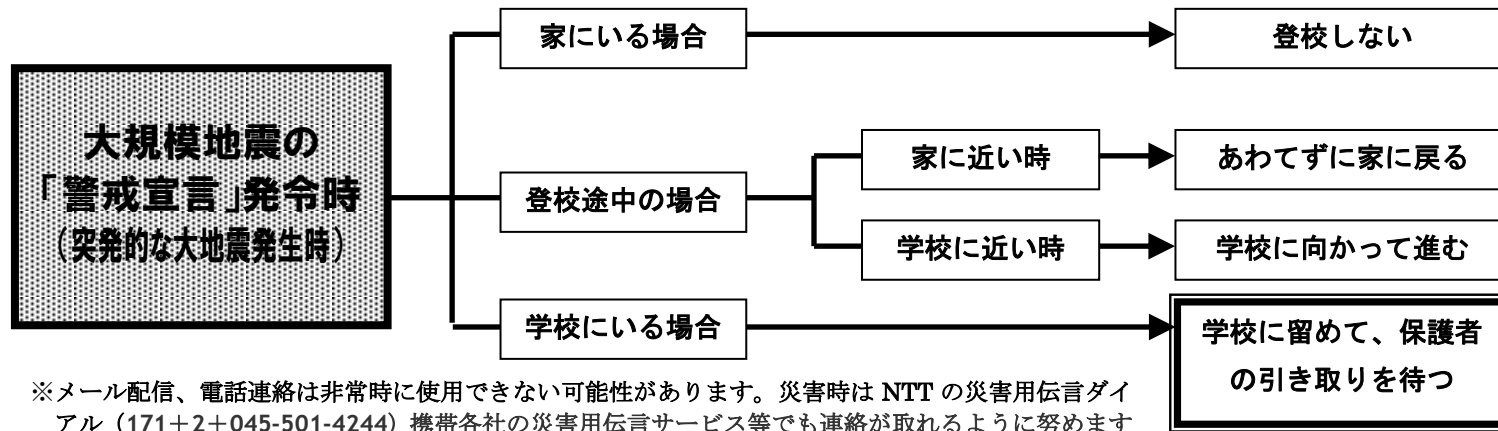 大規模地震の
「警戒宣言」発令時
(突発的な大地震発生時)
家にいる場合
登校しない
登校途中の場合
家に近い時
あわてずに家に戻る
学校に近い時
学校に向かって進む
学校にいる場合
学校に留めて、保護者
の引き取りを待つ
※メール配信、電話連絡は非常時に使用できない可能性があります。災害時は NTT の災害用伝言ダイ
アル(171+2+045-501-4244)携帯各社の災害用伝言サービス等でも連絡が取れるように努めます